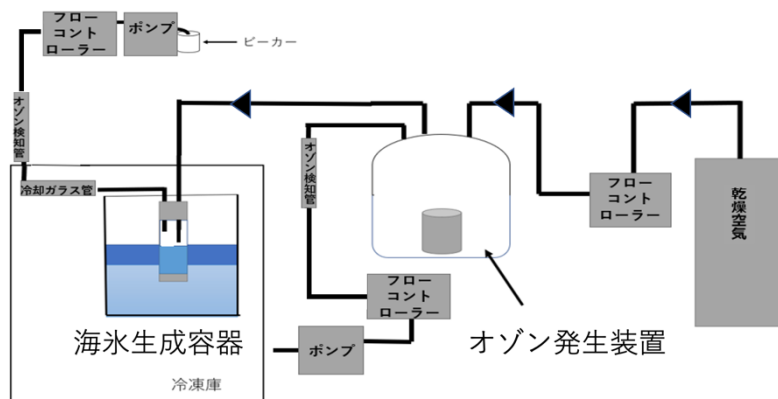 フロー
コント
ローラー
ポンプ
ビーカー
オゾン検知管
冷却ガラス管
オゾン検知管
フロー
コント
ローラー
乾燥空気
フロー
コント
ローラー
海氷生成容器
ポンプ
オゾン発生装置
冷凍庫